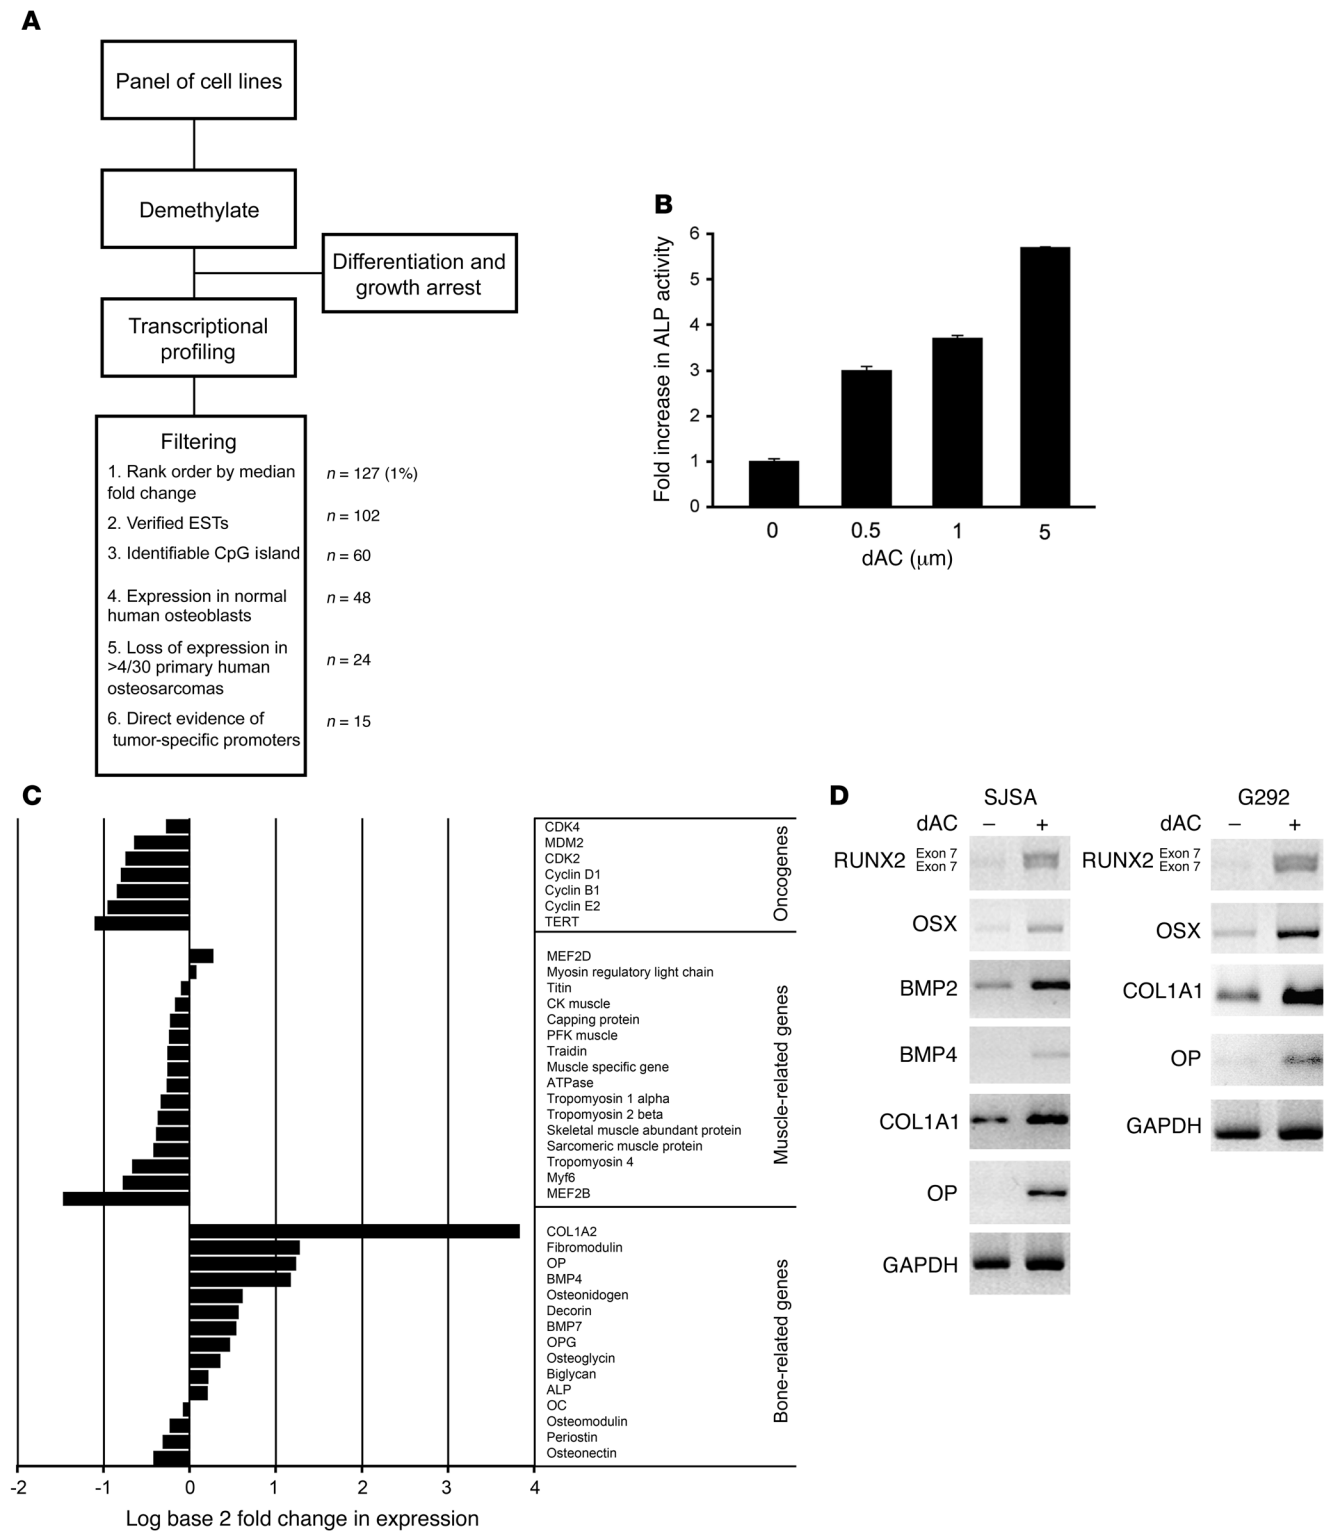 A
Panel of cell lines
Demethylate
Differentiation and
growth arrest
Transcriptional
profiling
Filtering
1. Rank order by median
fold change
n = 127 (1%)
2. Verified ESTs
n = 102
3. Identifiable CpG island
n = 60
4. Expression in normal
human osteoblasts
n = 48
5. Loss of expression in
>4/30 primary human
osteosarcomas
n = 24
6. Direct evidence of
tumor-specific promoters
n = 15
B
Fold increase in ALP activity
6
5
4
3
2
1
0
0 0.5 1 5
dAC (μm)
C
CDK4
MDM2
CDK2
Cyclin D1
Cyclin B1
Cyclin E2
TERT
Oncogenes
MEF2D
Myosin regulatory light chain
Titin
CK muscle
Capping protein
PFK muscle
Traidin
Muscle specific gene
ATPase
Tropomyosin 1 alpha
Tropomyosin 2 beta
Skeletal muscle abundant protein
Sarcomeric muscle protein
Tropomyosin 4
Myf6
MEF2B
Muscle-related genes
COL1A2
Fibromodulin
OP
BMP4
Osteonidogen
Decorin
BMP7
OPG
Osteoglycin
Biglycan
ALP
OC
Osteomodulin
Periostin
Osteonectin
Bone-related genes
-2 -1 0 1 2 3 4
Log base 2 fold change in expression
D
SJSA
dAC – +
RUNX2 Exon 7
Exon 7
OSX
BMP2
BMP4
COL1A1
OP
GAPDH
G292
dAC – +
RUNX2 Exon 7
Exon 7
OSX
COL1A1
OP
GAPDH